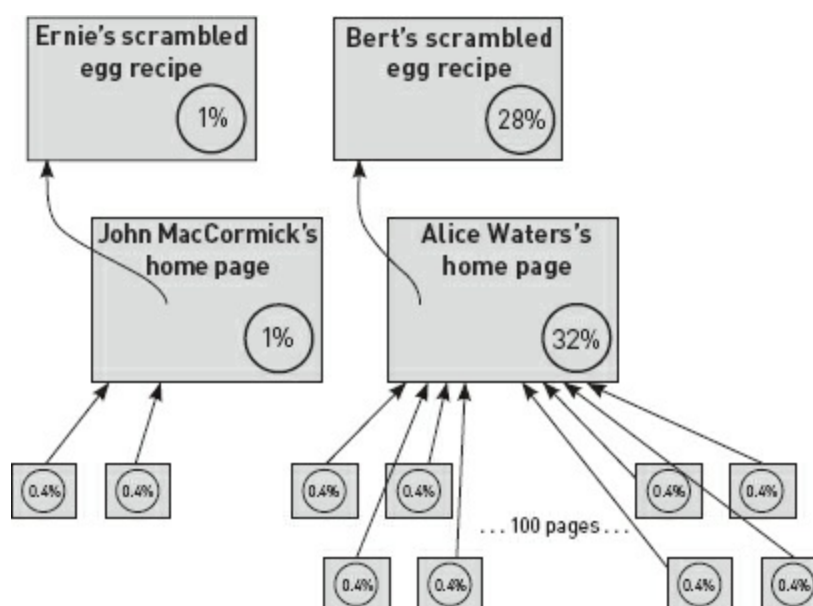 Ernie's scrambled
egg recipe
1%
Bert's scrambled
egg recipe
28%
John MacCormick's
home page
1%
Alice Waters's
home page
32%
0.4%
0.4%
0.4%
0.4%
0.4%
0.4%
... 100 pages ...
0.4%
0.4%
0.4%
0.4%